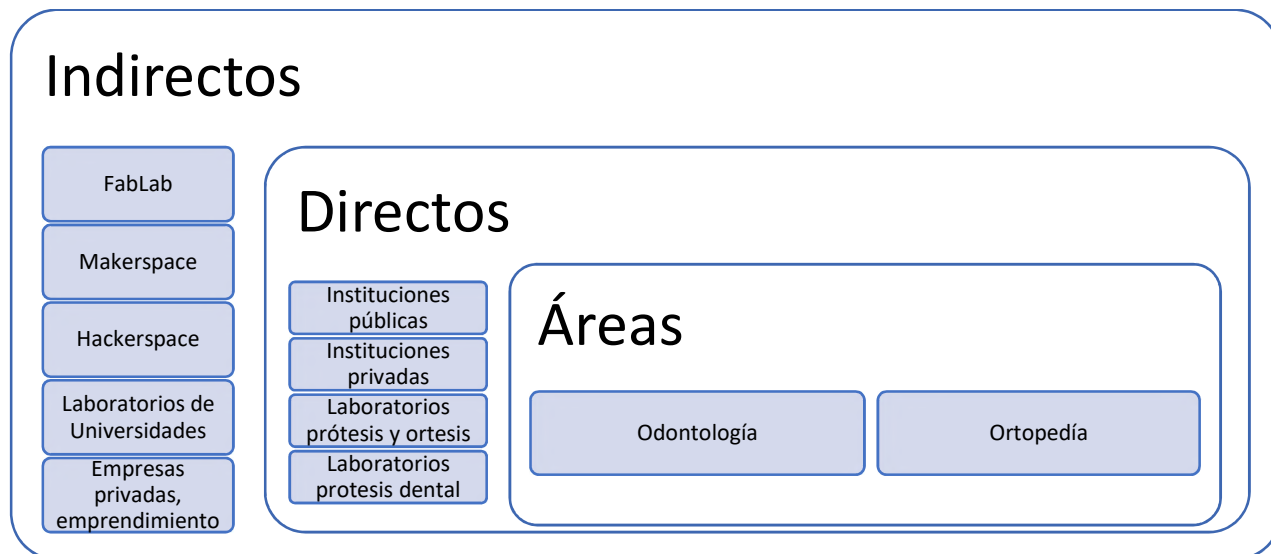 Indirectos
FabLab
Makerspace
Hackerspace
Laboratorios de
Universidades
Empresas
privadas,
emprendimiento
Directos
Instituciones
públicas
Instituciones
privadas
Laboratorios
prótesis y ortesis
Laboratorios
protesis dental
Áreas
Odontología
Ortopedía